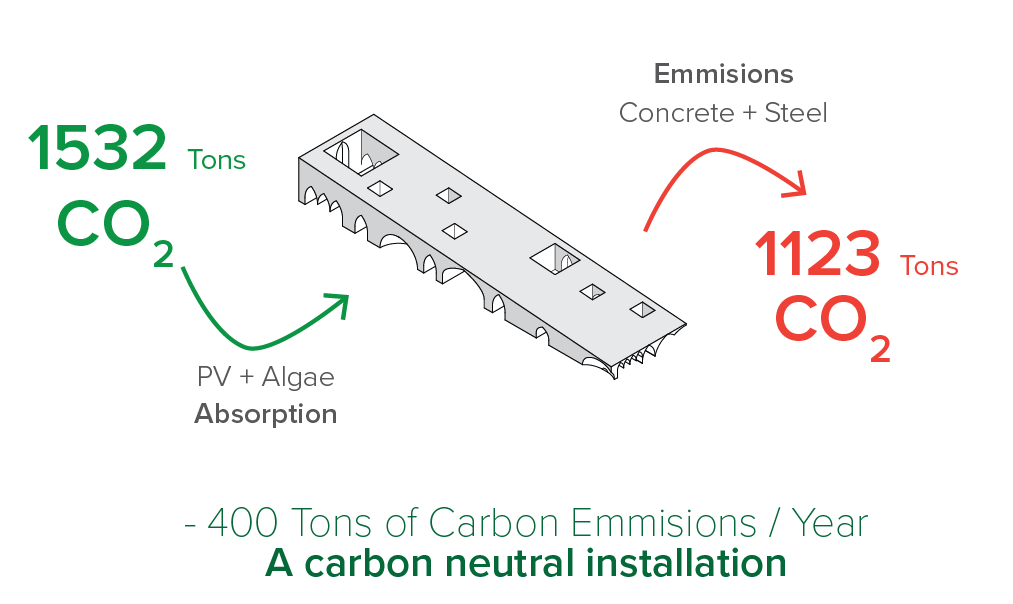 1532 Tons
CO₂
PV + Algae
Absorption
Emmisions
Concrete + Steel
1123 Tons
CO₂
- 400 Tons of Carbon Emmisions / Year
A carbon neutral installation